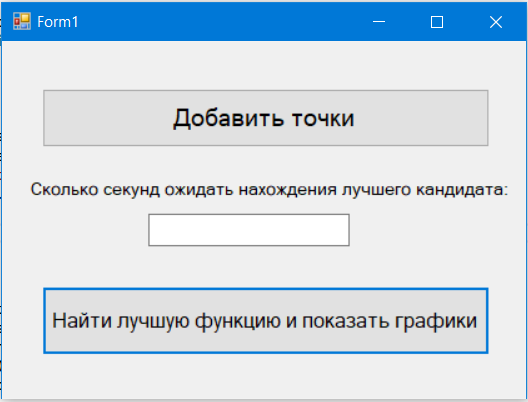 Form1
Добавить точки
Сколько секунд ожидать нахождения лучшего кандидата:
Найти лучшую функцию и показать графики